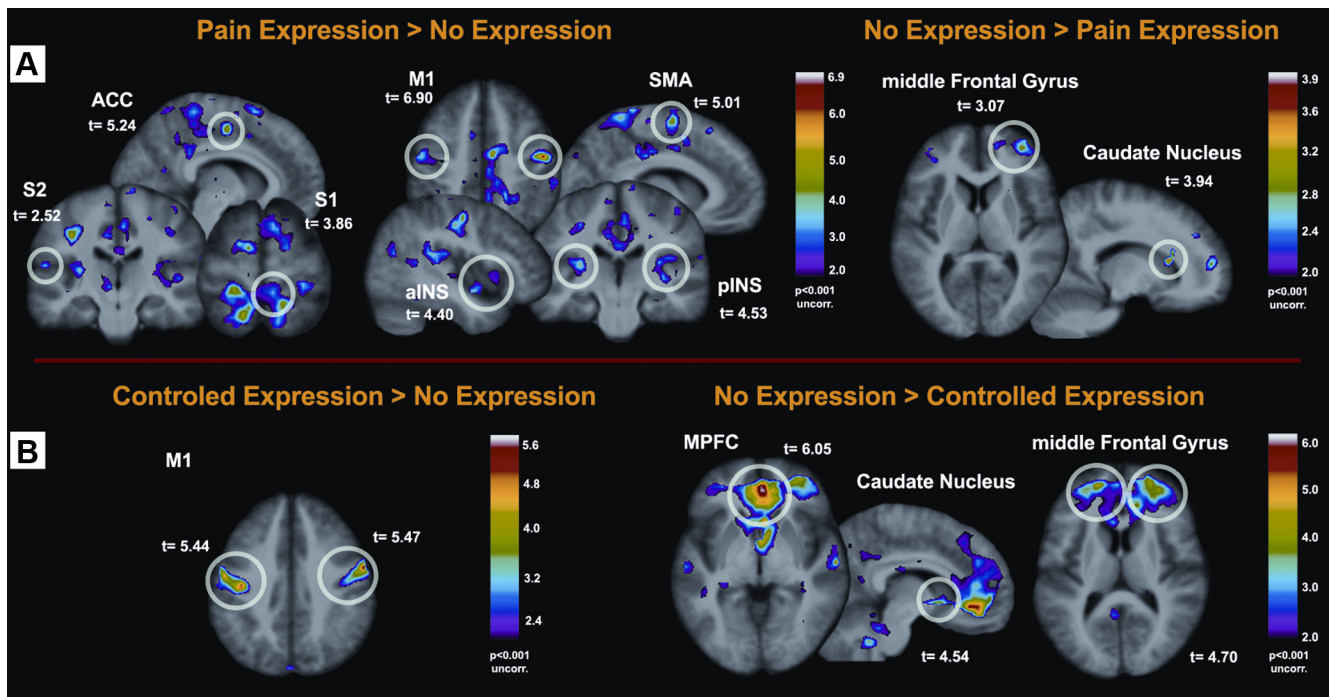 Pain Expression > No Expression
No Expression > Pain Expression
A
ACC
t= 5.24
S2
t= 2.52
S1
t= 3.86
M1
t= 6.90
SMA
t= 5.01
aINS
t= 4.40
pINS
t= 4.53
6.9
6.0
5.0
4.0
3.0
2.0
p<0.001
uncorr.
middle Frontal Gyrus
t= 3.07
Caudate Nucleus
t= 3.94
3.9
3.6
3.2
2.8
2.4
2.0
p<0.001
uncorr.
Controled Expression > No Expression
No Expression > Controlled Expression
B
M1
t= 5.44
t= 5.47
5.6
4.8
4.0
3.2
2.4
p<0.001
uncorr.
MPFC
t= 6.05
Caudate Nucleus
t= 4.54
middle Frontal Gyrus
t= 4.70
6.0
5.0
4.0
3.0
2.0
p<0.001
uncorr.